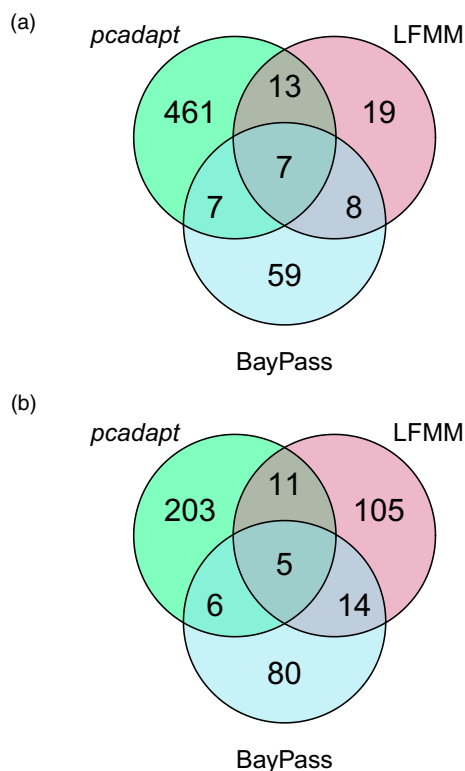 (a)
pcadapt
LFMM
13
461
19
7
7
8
59
BayPass
(b)
pcadapt
LFMM
11
203
105
5
6
14
80
BayPass